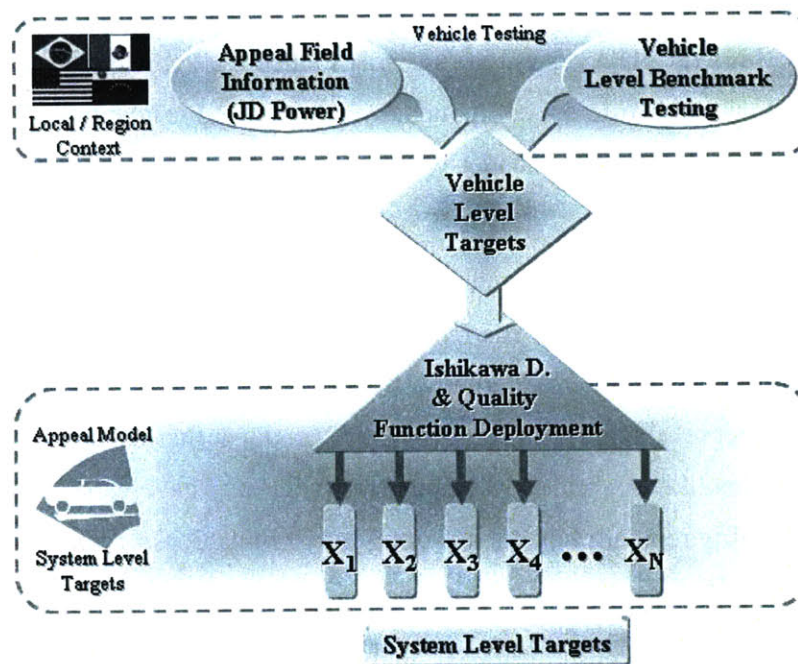 Vehicle Testing
Appeal Field
Information
(JD Power)
Vehicle
Level Benchmark
Testing
Local / Region
Context
Vehicle
Level
Targets
Ishikawa D.
& Quality
Function Deployment
Appeal Model
System Level
Targets
X₁ X₂ X₃ X₄ ••• X_N
System Level Targets